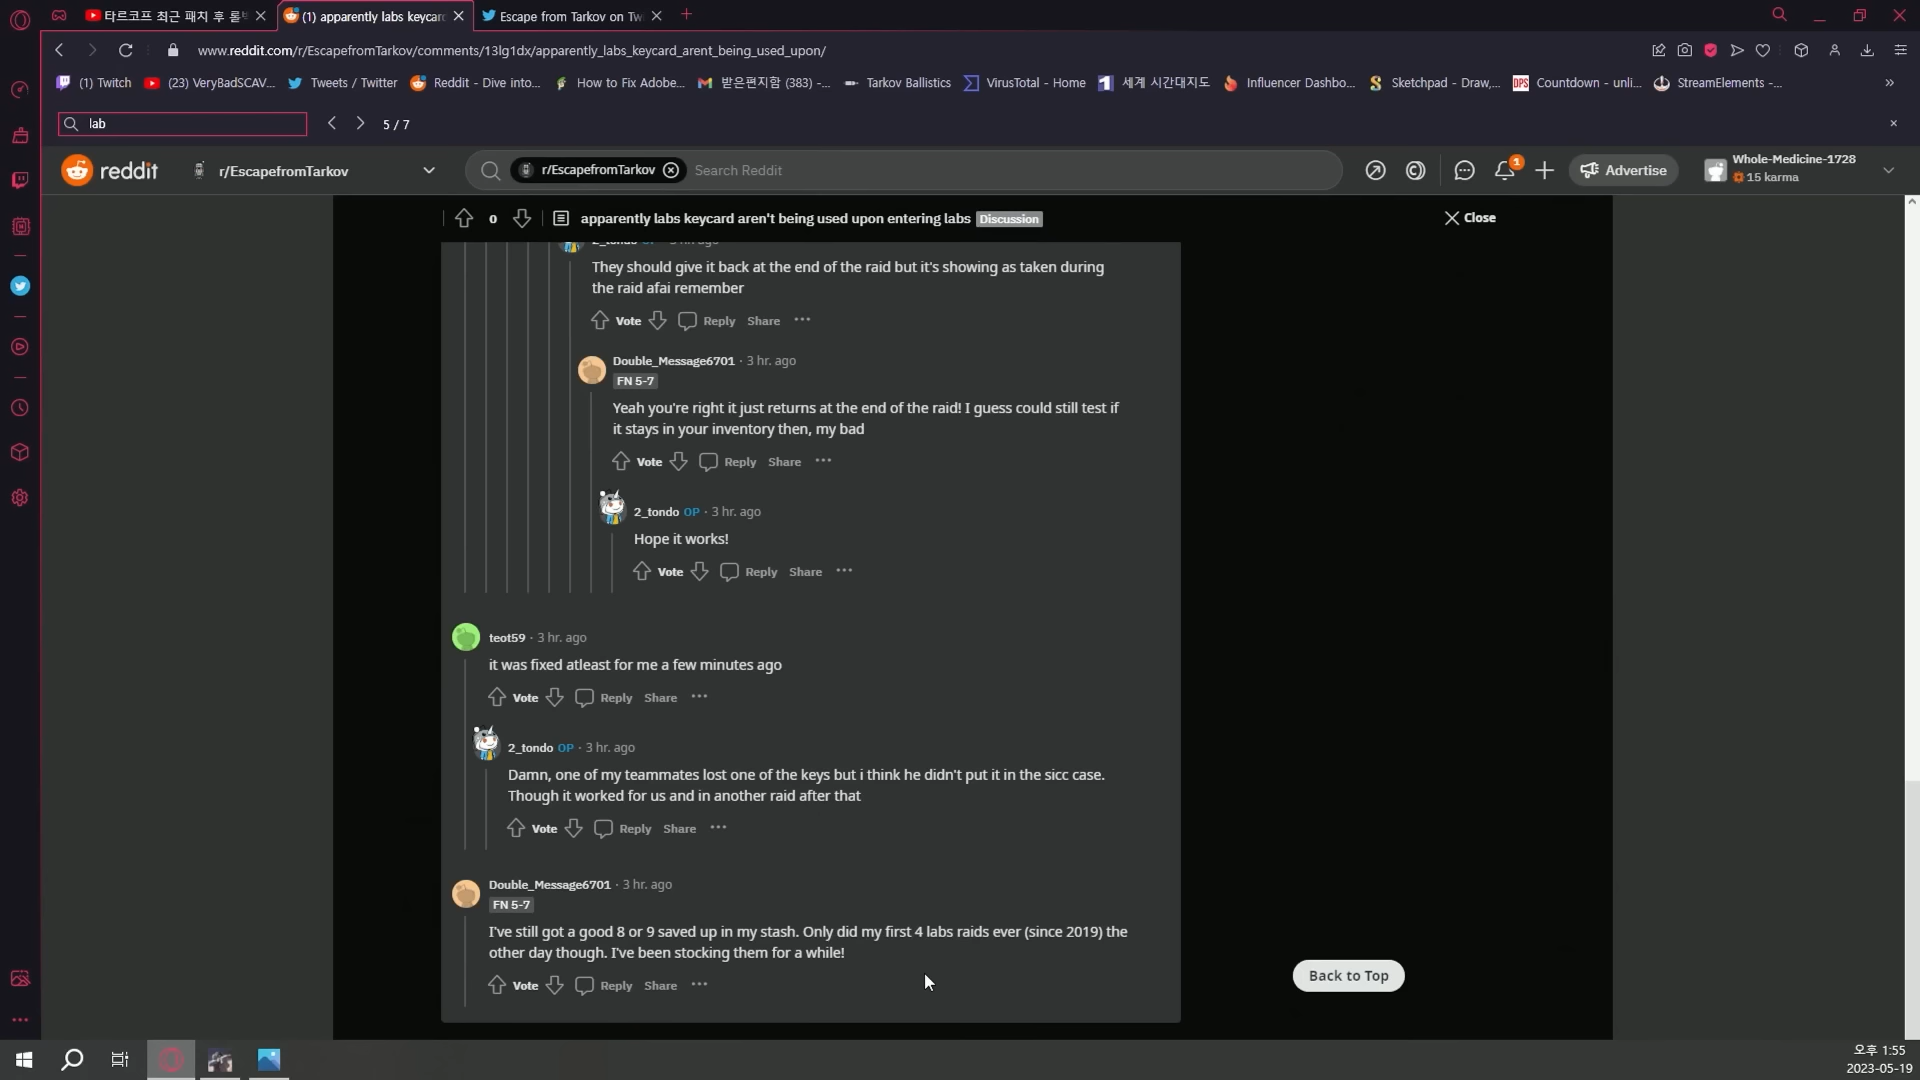 타르코프 최근 패치 후 롤백
(1) apparently labs keycard
Escape from Tarkov on Tw
www.reddit.com/r/EscapefromTarkov/comments/13lg1dx/apparently_labs_keycard_arent_being_used_upon/
(1) Twitch
(23) VeryBadSCAV...
Tweets / Twitter
Reddit - Dive into...
How to Fix Adobe...
받은편지함 (383) -...
Tarkov Ballistics
VirusTotal - Home
세계 시간대지도
Influencer Dashbo...
Sketchpad - Draw,...
DPS
Countdown - unli...
StreamElements -...
lab
5 / 7
reddit
r/EscapefromTarkov
r/EscapefromTarkov
Search Reddit
1
Advertise
Whole-Medicine-1728
15 karma
0
apparently labs keycard aren't being used upon entering labs Discussion
Close
They should give it back at the end of the raid but it's showing as taken during
the raid afai remember
Vote Reply Share
Double_Message6701 · 3 hr. ago
FN 5-7
Yeah you're right it just returns at the end of the raid! I guess could still test if
it stays in your inventory then, my bad
Vote Reply Share
2_tondo OP · 3 hr. ago
Hope it works!
Vote Reply Share
teot59 · 3 hr. ago
it was fixed atleast for me a few minutes ago
Vote Reply Share
2_tondo OP · 3 hr. ago
Damn, one of my teammates lost one of the keys but i think he didn't put it in the sicc case.
Though it worked for us and in another raid after that
Vote Reply Share
Double_Message6701 · 3 hr. ago
FN 5-7
I've still got a good 8 or 9 saved up in my stash. Only did my first 4 labs raids ever (since 2019) the
other day though. I've been stocking them for a while!
Vote Reply Share
Back to Top
오후 1:55
2023-05-19